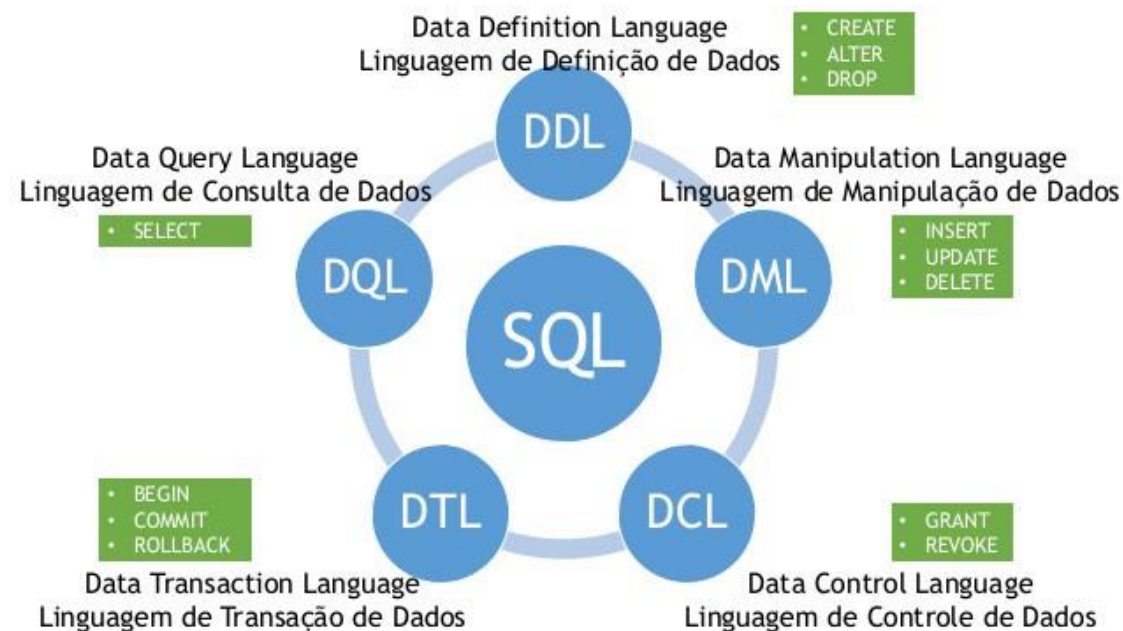 Data Definition Language
Linguagem de Definição de Dados
• CREATE
• ALTER
• DROP
DDL
Data Query Language
Linguagem de Consulta de Dados
• SELECT
DQL
Data Manipulation Language
Linguagem de Manipulação de Dados
• INSERT
• UPDATE
• DELETE
DML
SQL
• BEGIN
• COMMIT
• ROLLBACK
DTL
Data Transaction Language
Linguagem de Transação de Dados
DCL
• GRANT
• REVOKE
Data Control Language
Linguagem de Controle de Dados